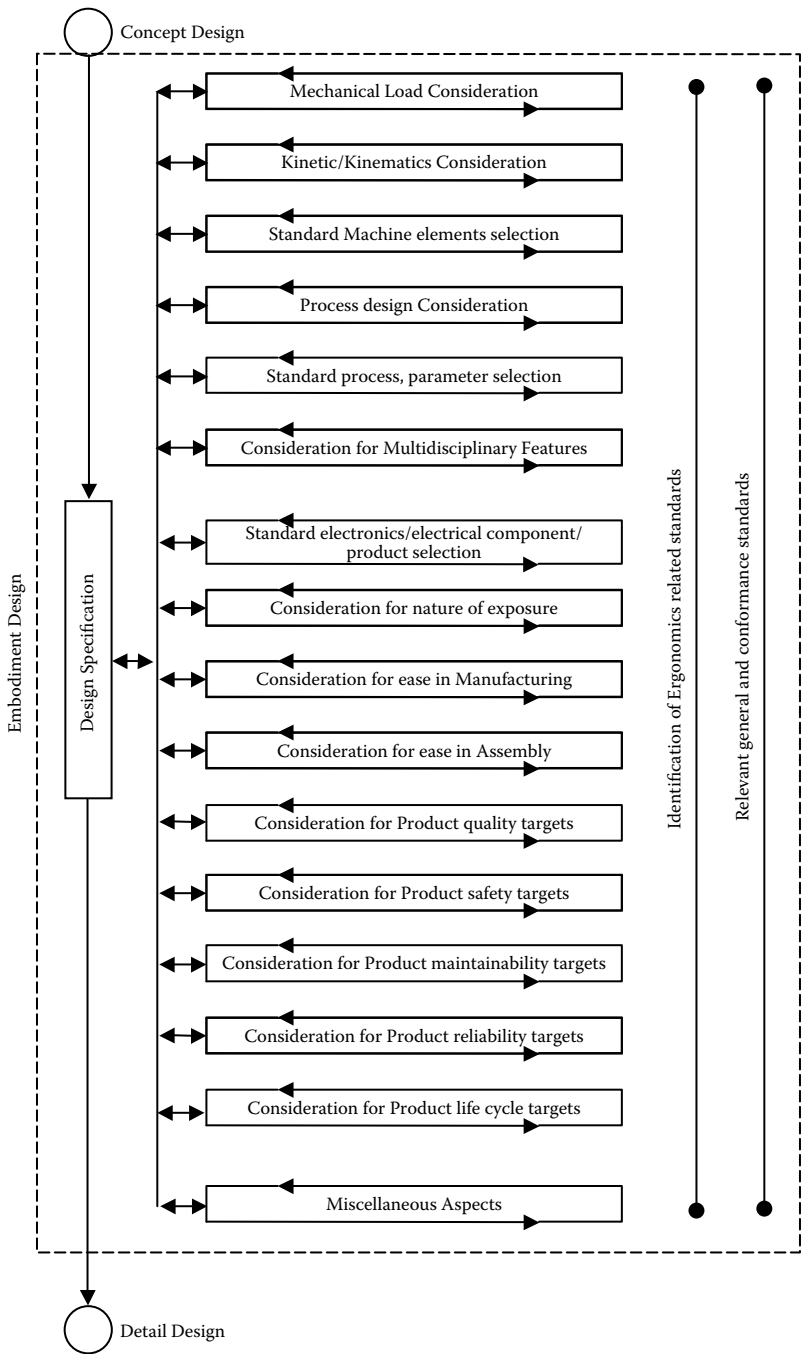 Concept Design
Mechanical Load Consideration
Kinetic/Kinematics Consideration
Standard Machine elements selection
Process design Consideration
Standard process, parameter selection
Consideration for Multidisciplinary Features
Standard electronics/electrical component/
product selection
Consideration for nature of exposure
Consideration for ease in Manufacturing
Consideration for ease in Assembly
Consideration for Product quality targets
Consideration for Product safety targets
Consideration for Product maintainability targets
Consideration for Product reliability targets
Consideration for Product life cycle targets
Miscellaneous Aspects
Embodiment Design
Design Specification
Identification of Ergonomics related standards
Relevant general and conformance standards
Detail Design